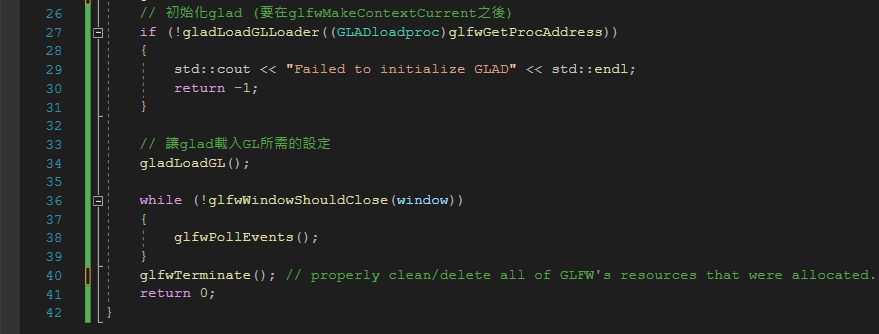 26 // 初始化glad (要在glfwMakeContextCurrent之後)
27 if (!gladLoadGLLoader((GLADloadproc)glfwGetProcAddress))
28 {
29 std::cout << "Failed to initialize GLAD" << std::endl;
30 return -1;
31 }
32
33 // 讓glad載入GL所需的設定
34 gladLoadGL();
35
36 while (!glfwWindowShouldClose(window))
37 {
38 glfwPollEvents();
39 }
40 glfwTerminate(); // properly clean/delete all of GLFW's resources that were allocated.
41 return 0;
42 }